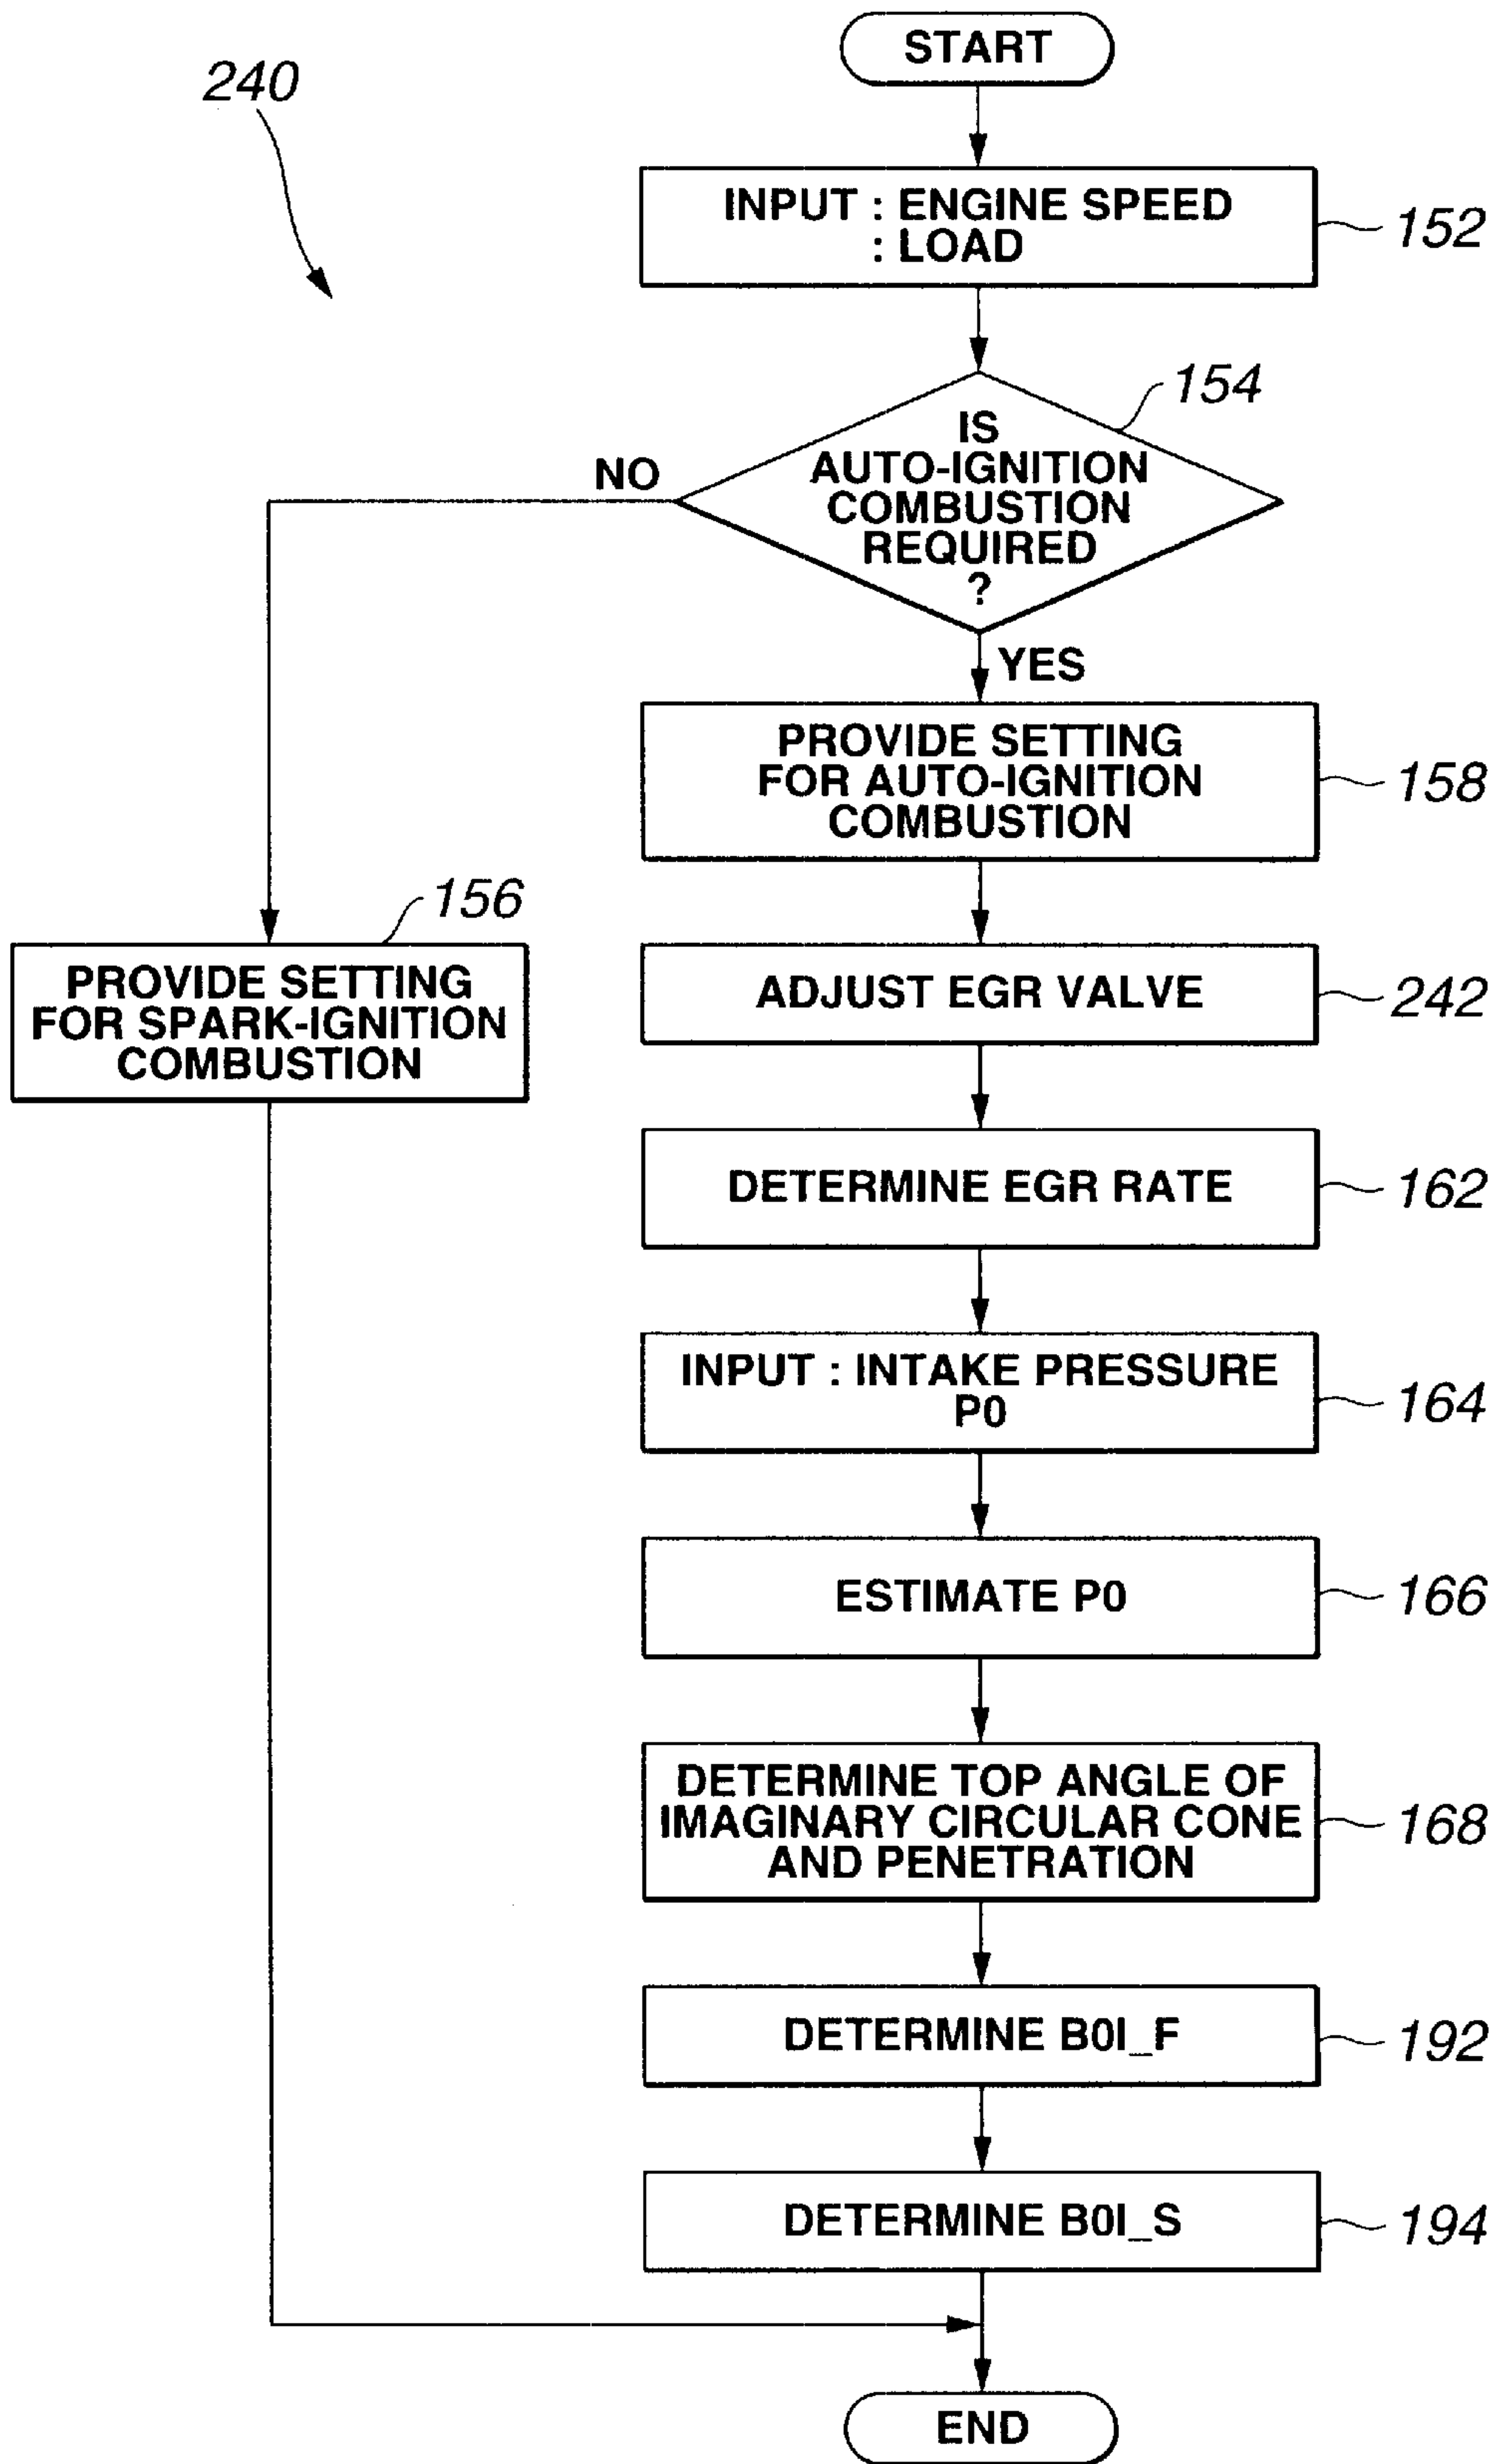 START
240
INPUT : ENGINE SPEED
: LOAD
152
154
IS
AUTO-IGNITION
COMBUSTION
REQUIRED
?
NO
YES
PROVIDE SETTING
FOR AUTO-IGNITION
COMBUSTION
158
156
PROVIDE SETTING
FOR SPARK-IGNITION
COMBUSTION
ADJUST EGR VALVE
242
DETERMINE EGR RATE
162
INPUT : INTAKE PRESSURE
P0
164
ESTIMATE P0
166
DETERMINE TOP ANGLE OF
IMAGINARY CIRCULAR CONE
AND PENETRATION
168
DETERMINE B0I_F
192
DETERMINE B0I_S
194
END